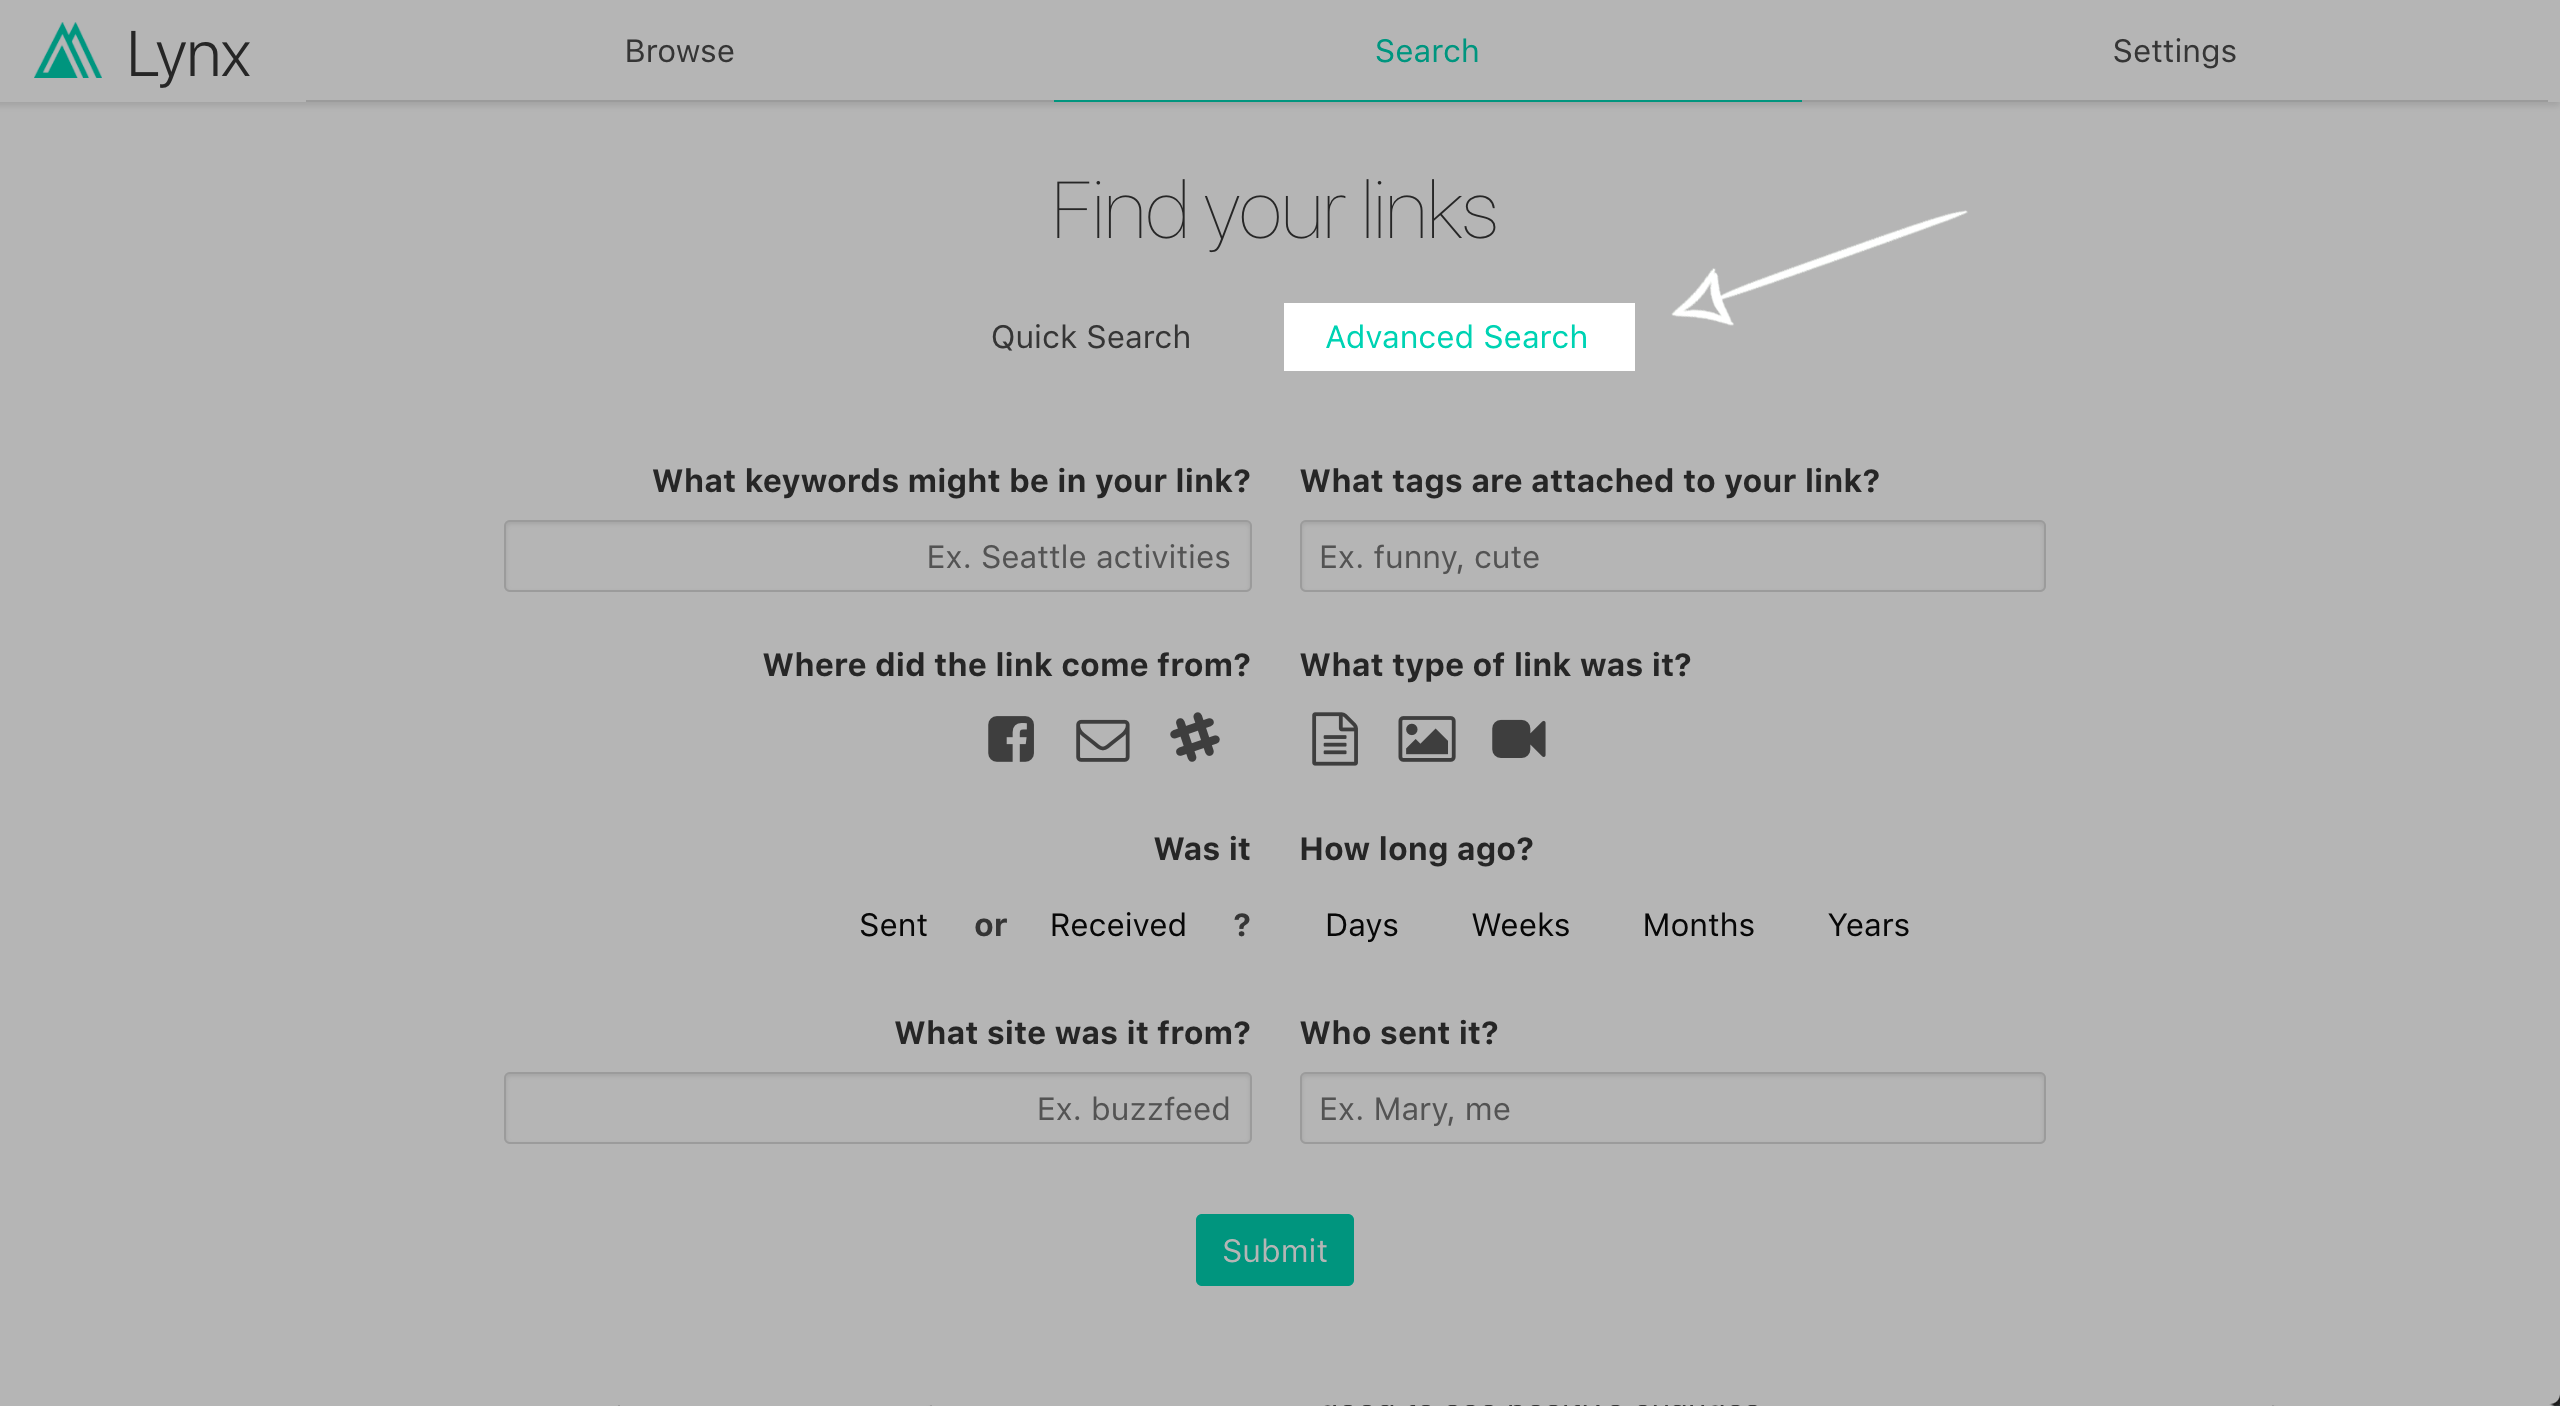 Lynx
Browse
Search
Settings
Find your links
Quick Search
Advanced Search
What keywords might be in your link?
What tags are attached to your link?
Ex. Seattle activities
Ex. funny, cute
Where did the link come from?
What type of link was it?
Was it
How long ago?
Sent or Received ?
Days Weeks Months Years
What site was it from?
Who sent it?
Ex. buzzfeed
Ex. Mary, me
Submit